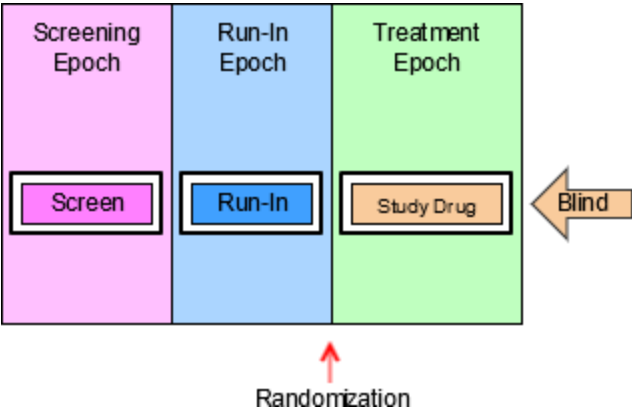 Screening
Epoch
Run-In
Epoch
Treatment
Epoch
Screen
Run-In
Study Drug
Blind
Randomization